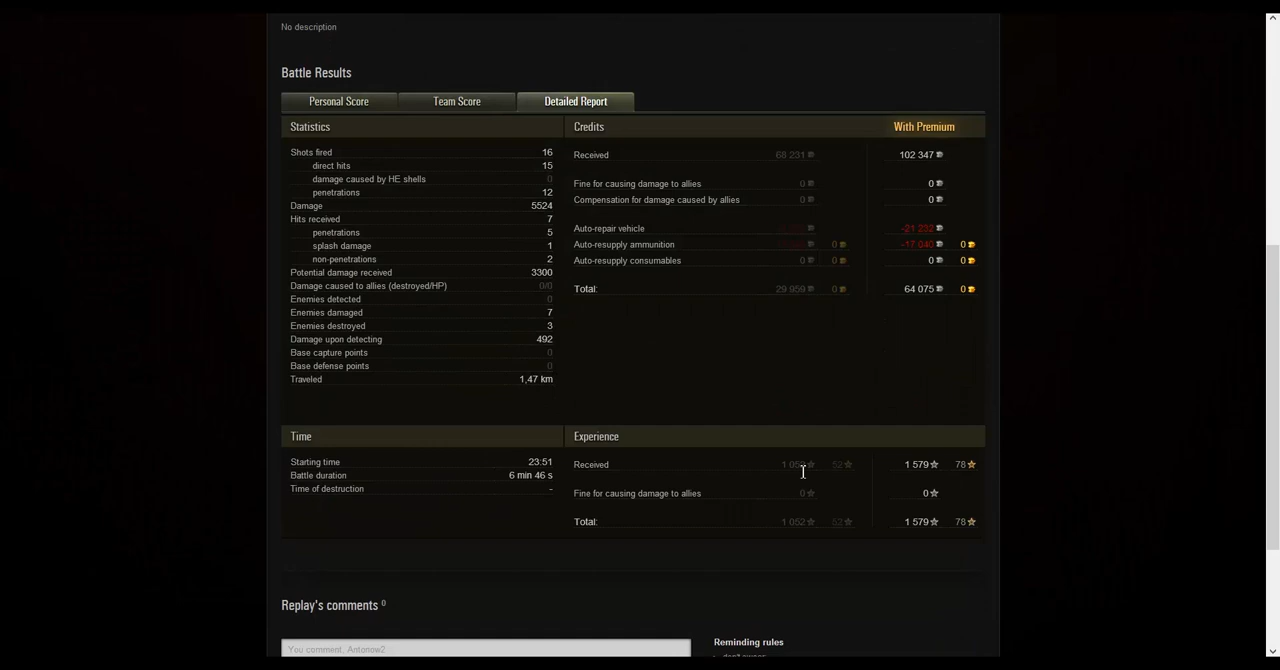 No description
Battle Results
Personal Score Team Score Detailed Report
Statistics Credits With Premium
Shots fired 16 Received 68 231 102 347
direct hits 15
damage caused by HE shells 0 Fine for causing damage to allies 0 0
penetrations 12 Compensation for damage caused by allies 0 0
Damage 5524
Hits received 7
penetrations 5 Auto-repair vehicle -21 232
splash damage 1 Auto-resupply ammunition 0 -17 040 0
non-penetrations 2 Auto-resupply consumables 0 0 0 0
Potential damage received 3300
Damage caused to allies (destroyed/HP) 0/0 Total: 29 959 0 64 075 0
Enemies detected 0
Enemies damaged 7
Enemies destroyed 3
Damage upon detecting 492
Base capture points 0
Base defense points 0
Traveled 1,47 km
Time Experience
Starting time 23:51 Received 52 1 579 78
Battle duration 6 min 46 s
Time of destruction - Fine for causing damage to allies 0 0
Total: 1 052 52 1 579 78
Replay's comments 0
Reminding rules
You comment, Antonow2